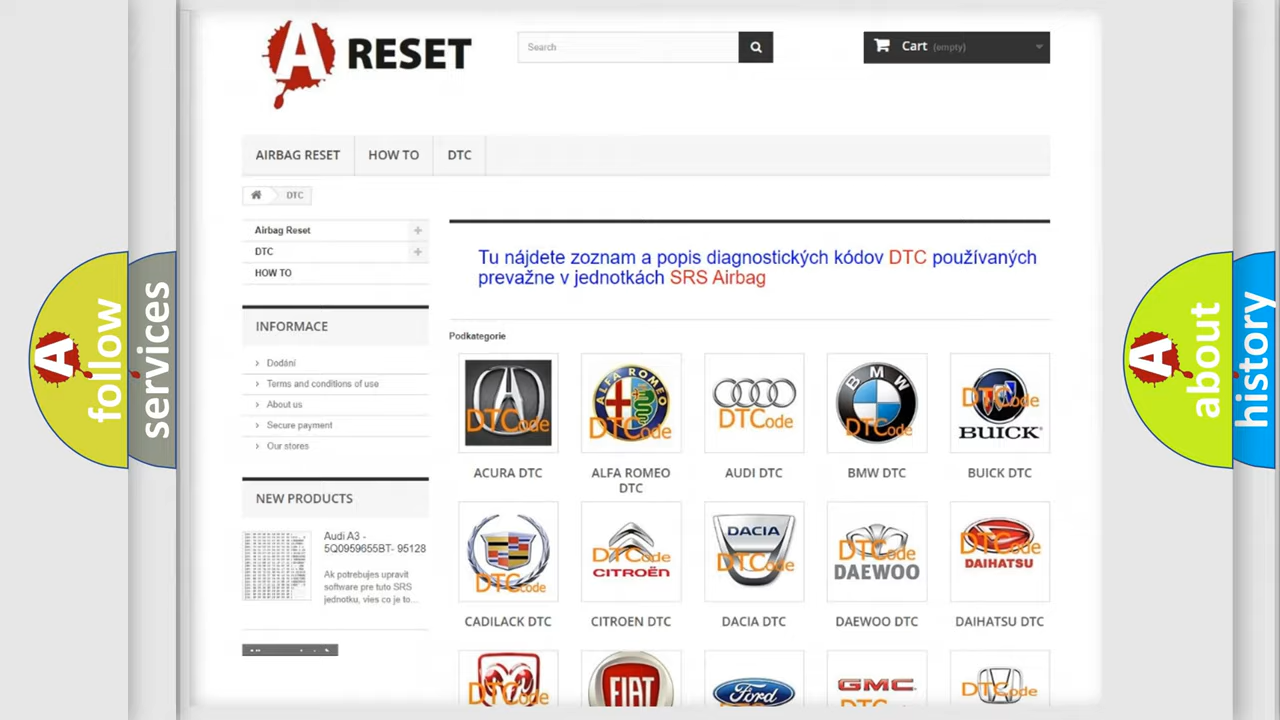 A RESET
Search
Cart (empty)
AIRBAG RESET
HOW TO
DTC
DTC
Airbag Reset
DTC
HOW TO
INFORMACE
Dodání
Terms and conditions of use
About us
Secure payment
Our stores
NEW PRODUCTS
Audi A3 -
5Q0959655BT- 95128
Ak potrebujes upravit
software pre tuto SRS
jednotku, vies co je to...
Tu nájdete zoznam a popis diagnostických kódov DTC používaných
prevažne v jednotkách SRS Airbag
Podkategorie
DTCode
ALFA ROMEO
DTCode
DTCode
BMW
DTCode
DTCode
BUICK
ACURA DTC
ALFA ROMEO
DTC
AUDI DTC
BMW DTC
BUICK DTC
DTCode
DTCode
CITROËN
DACIA
DTCode
DTCode
DAEWOO
DTCode
DAIHATSU
CADILACK DTC
CITROEN DTC
DACIA DTC
DAEWOO DTC
DAIHATSU DTC
DTCode
FIAT
Ford
GMC
DTCode
A follow
services
A about
history